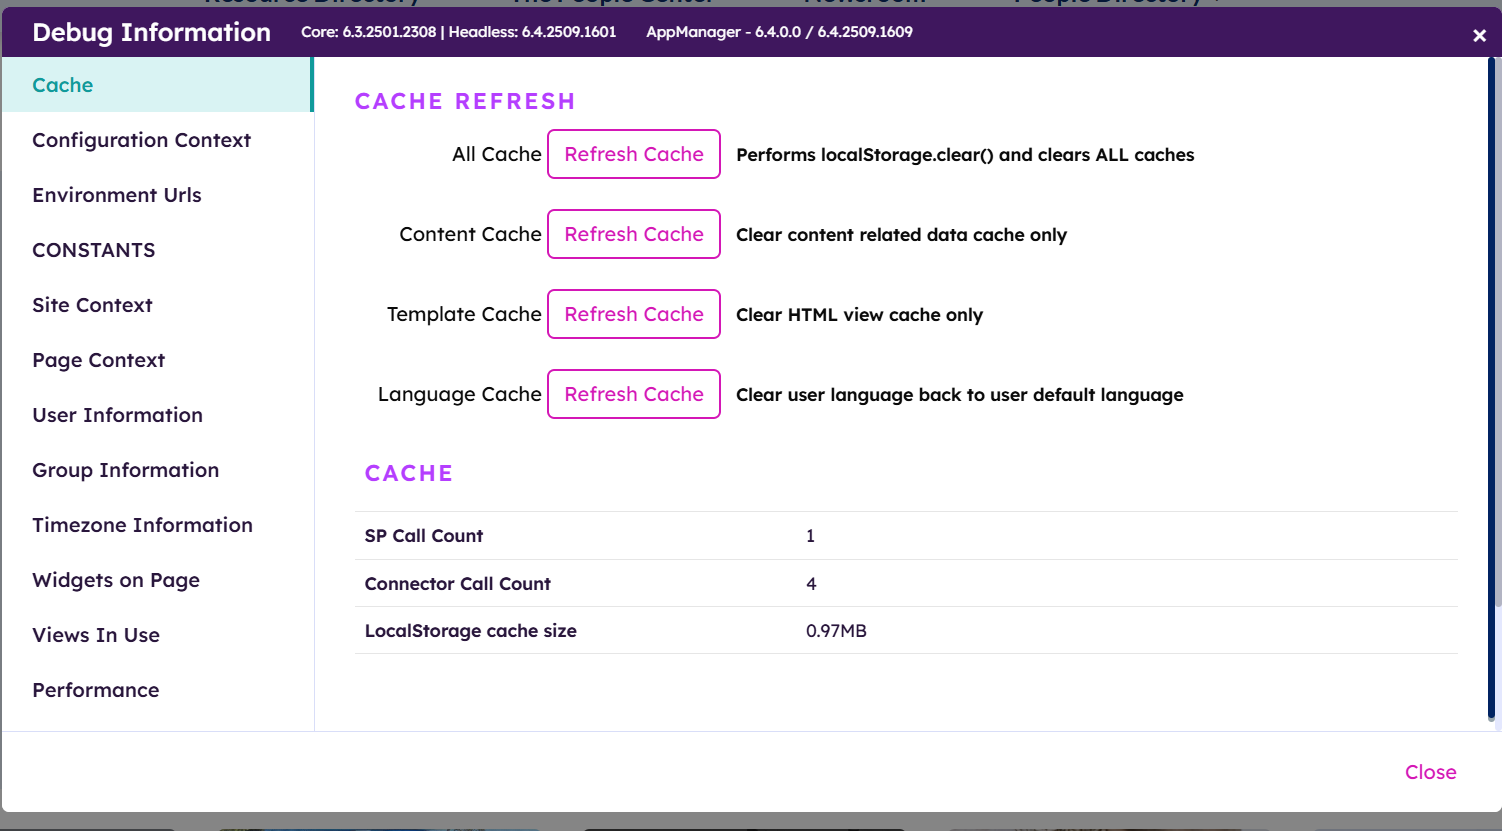 Debug Information Core: 6.3.2501.2308 | Headless: 6.4.2509.1601 AppManager - 6.4.0.0 / 6.4.2509.1609
Cache
Configuration Context
Environment Urls
CONSTANTS
Site Context
Page Context
User Information
Group Information
Timezone Information
Widgets on Page
Views In Use
Performance
CACHE REFRESH
All Cache Refresh Cache Performs localStorage.clear() and clears ALL caches
Content Cache Refresh Cache Clear content related data cache only
Template Cache Refresh Cache Clear HTML view cache only
Language Cache Refresh Cache Clear user language back to user default language
CACHE
SP Call Count 1
Connector Call Count 4
LocalStorage cache size 0.97MB
Close